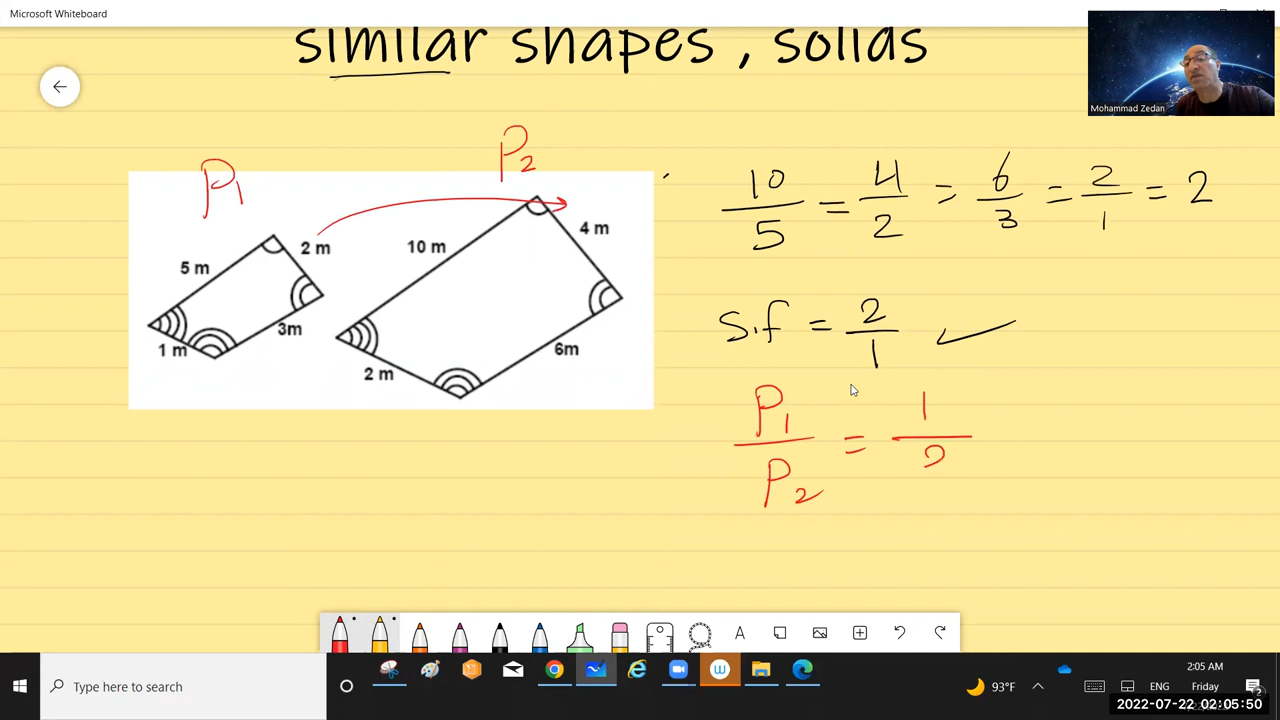 Microsoft Whiteboard
similar shapes , solids
Mohammad Zedan
P1
P2
5 m
2 m
3m
1 m
10 m
4 m
6m
2 m
10/5 = 4/2 = 6/3 = 2/1 = 2
S.f = 2/1 ✓
P1/P2 = 1/2
A
Type here to search
W
93°F
ENG
2:05 AM
Friday
2
2022-07-22 02:05:50